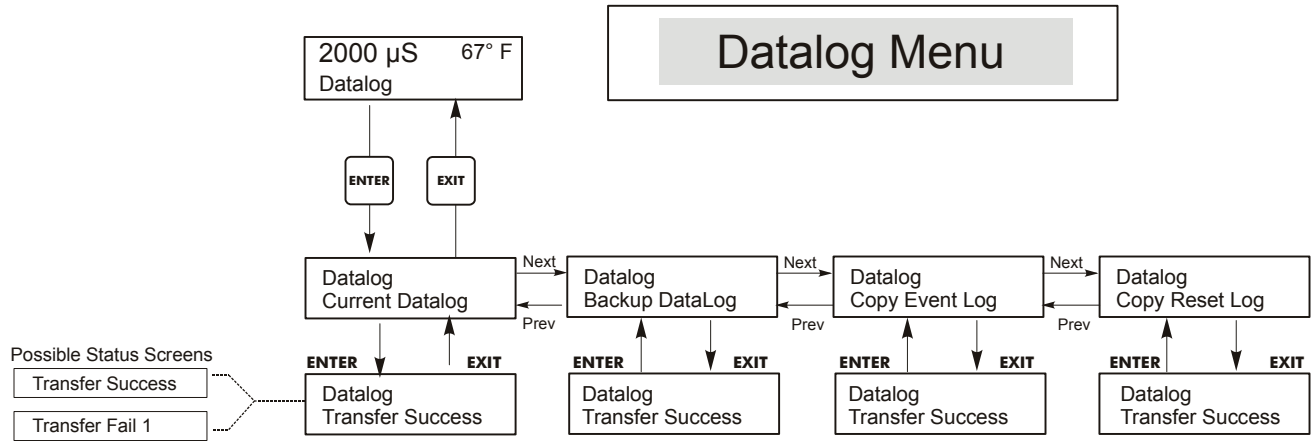 Datalog Menu
2000 µS 67° F
Datalog
ENTER EXIT
Datalog
Current Datalog
Next
Prev
Datalog
Backup DataLog
Next
Prev
Datalog
Copy Event Log
Next
Prev
Datalog
Copy Reset Log
Possible Status Screens
Transfer Success
Transfer Fail 1
ENTER EXIT
Datalog
Transfer Success
ENTER EXIT
Datalog
Transfer Success
ENTER EXIT
Datalog
Transfer Success
ENTER EXIT
Datalog
Transfer Success